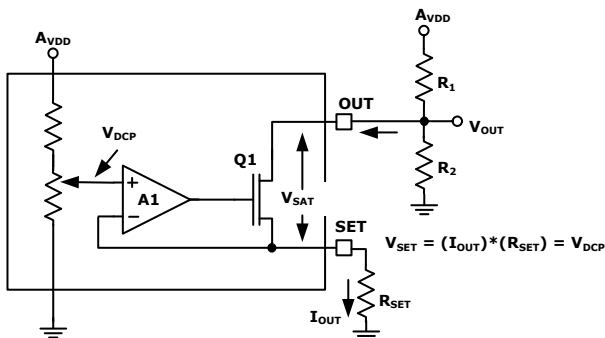 AVDD
AVDD
R1
OUT
VOUT
VDCP
Q1
R2
A1
+
−
VSAT
SET
VSET = (IOUT)*(RSET) = VDCP
RSET
IOUT